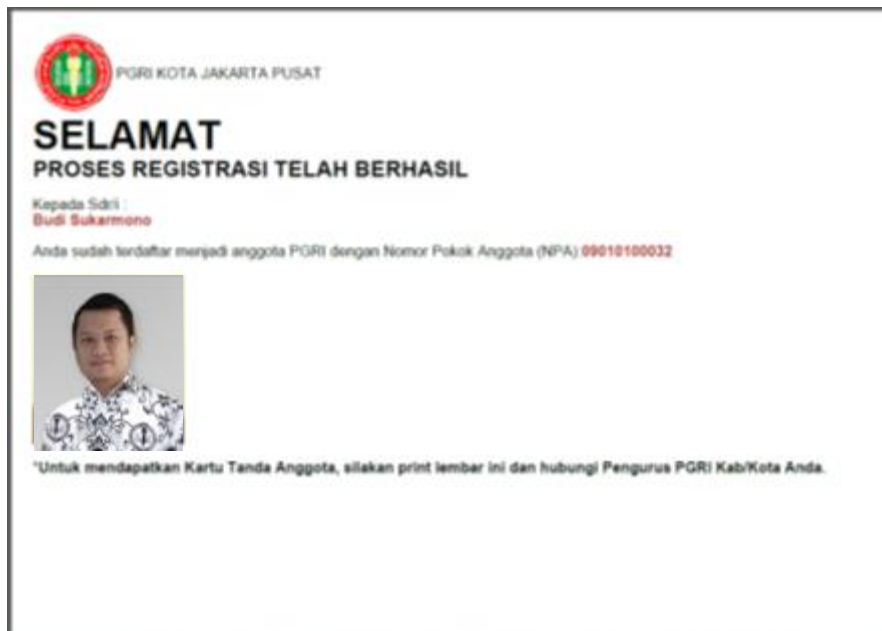 PGRI KOTA JAKARTA PUSAT
SELAMAT
PROSES REGISTRASI TELAH BERHASIL
Kepada Sdr/i :
Budi Sukarmono
Anda sudah terdaftar menjadi anggota PGRI dengan Nomor Pokok Anggota (NPA) 09010100032
*Untuk mendapatkan Kartu Tanda Anggota, silakan print lembar ini dan hubungi Pengurus PGRI Kab/Kota Anda.